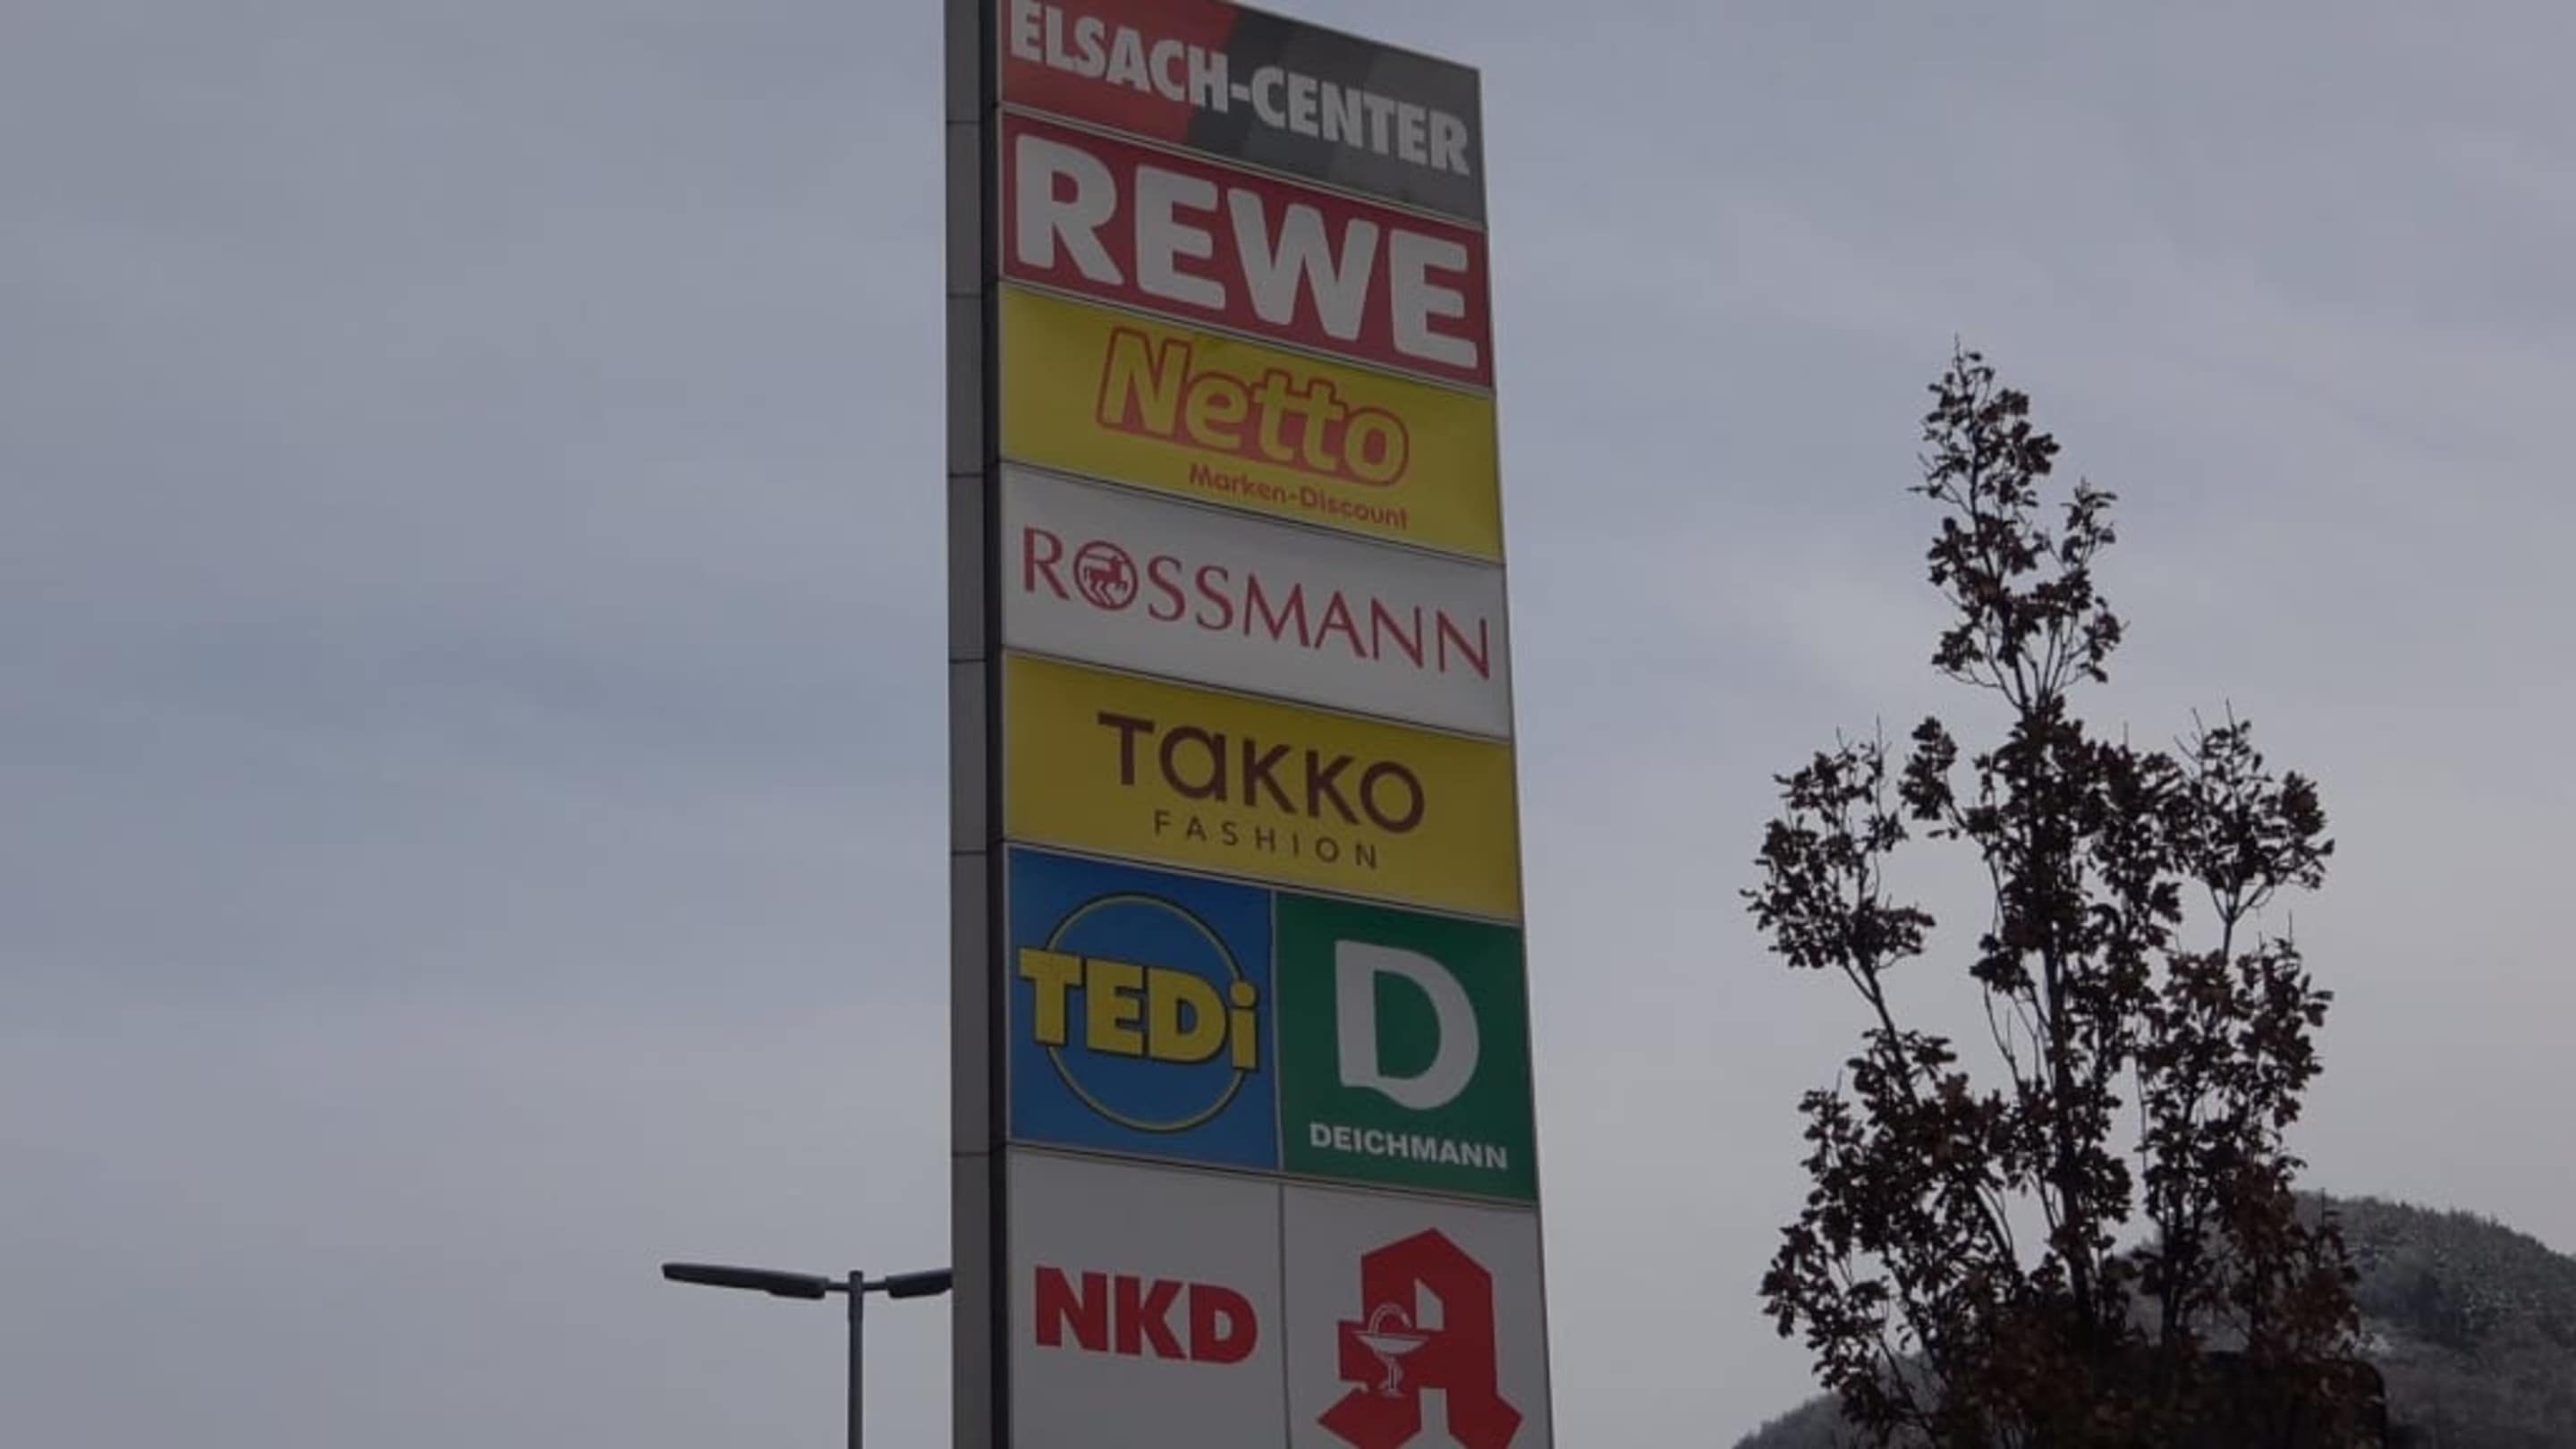 ELSACH-CENTER
REWE
Netto
Marken-Discount
ROSSMANN
TaKKO
FASHION
TEDi
D
DEICHMANN
NKD
A